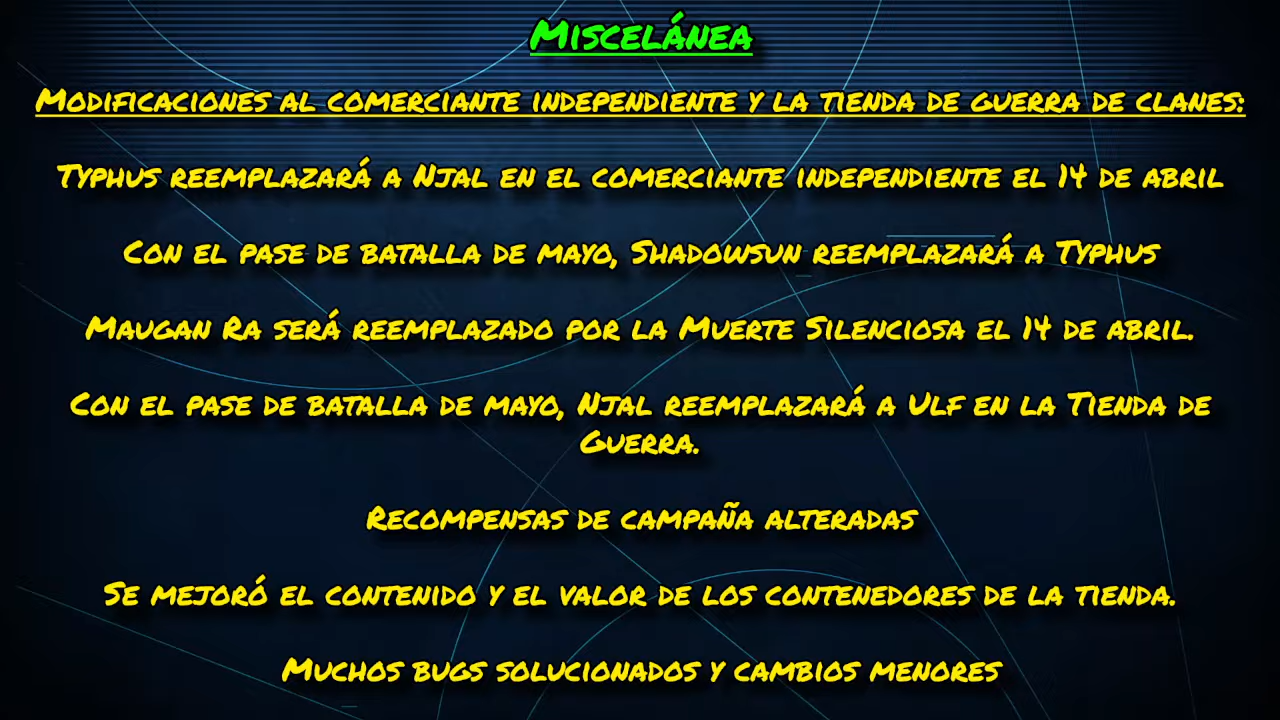 Miscelánea
Modificaciones al comerciante independiente y la tienda de guerra de clanes:
Typhus reemplazará a Njal en el comerciante independiente el 14 de abril
Con el pase de batalla de mayo, Shadowsun reemplazará a Typhus
Maugan Ra será reemplazado por la Muerte Silenciosa el 14 de abril.
Con el pase de batalla de mayo, Njal reemplazará a Ulf en la Tienda de
Guerra.
Recompensas de campaña alteradas
Se mejoró el contenido y el valor de los contenedores de la tienda.
Muchos bugs solucionados y cambios menores